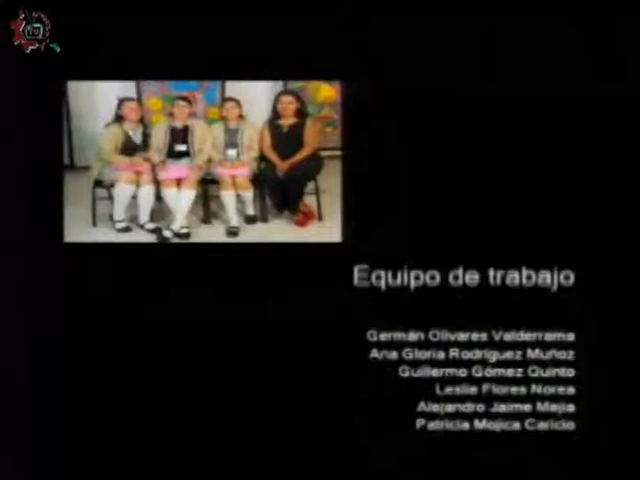 Equipo de trabajo
Germán Olivares Valderrama
Ana Gloria Rodríguez Muñoz
Guillermo Gómez Quinto
Leslie Flores Norea
Alejandro Jaime Mejía
Patricia Mojica Caricio